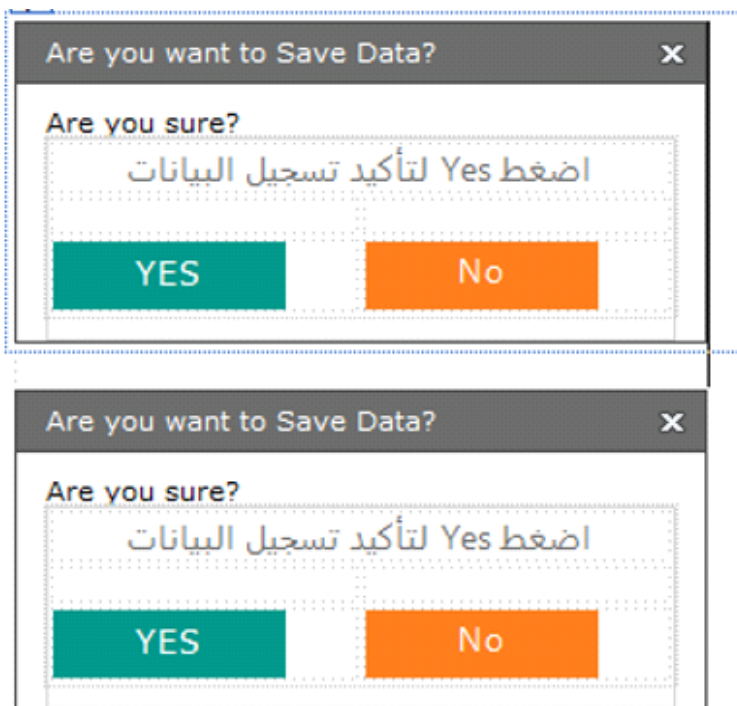 Are you want to Save Data? x
Are you sure?
اضغط Yes لتأكيد تسجيل البيانات
YES No
Are you want to Save Data? x
Are you sure?
اضغط Yes لتأكيد تسجيل البيانات
YES No